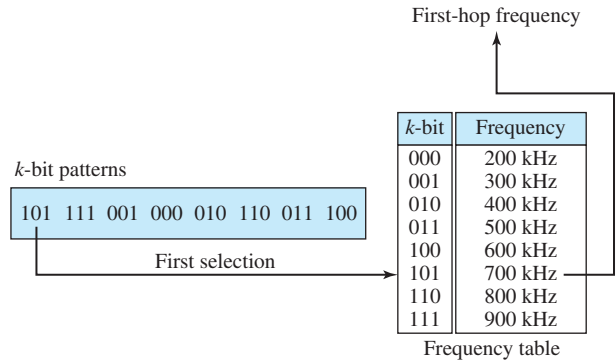 First-hop frequency
k-bit patterns
101 111 001 000 010 110 011 100
First selection
k-bit Frequency
000 200 kHz
001 300 kHz
010 400 kHz
011 500 kHz
100 600 kHz
101 700 kHz
110 800 kHz
111 900 kHz
Frequency table